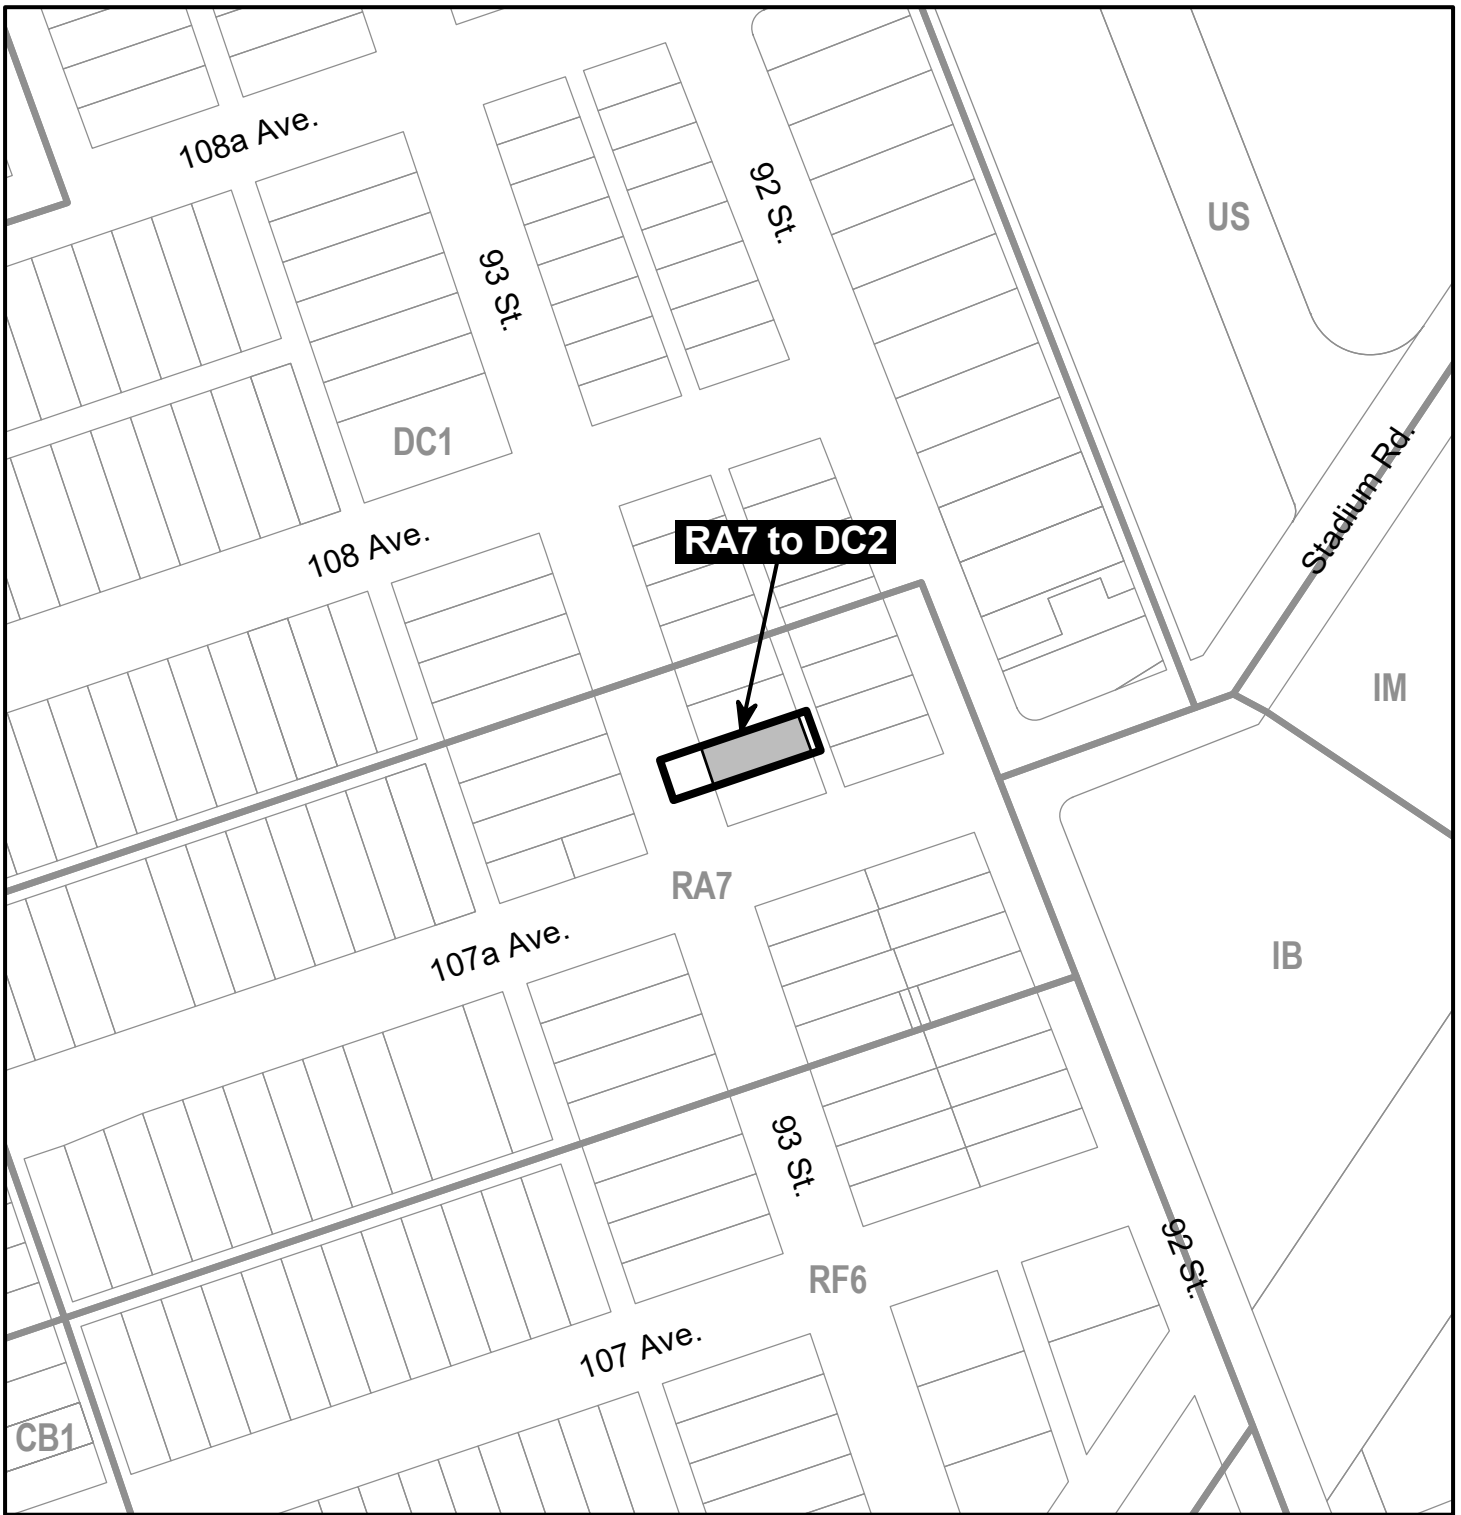 108a Ave.
92 St.
US
93 St.
DC1
Stadium Rd.
108 Ave.
RA7 to DC2
IM
RA7
107a Ave.
IB
93 St.
92 St.
RF6
107 Ave.
CB1